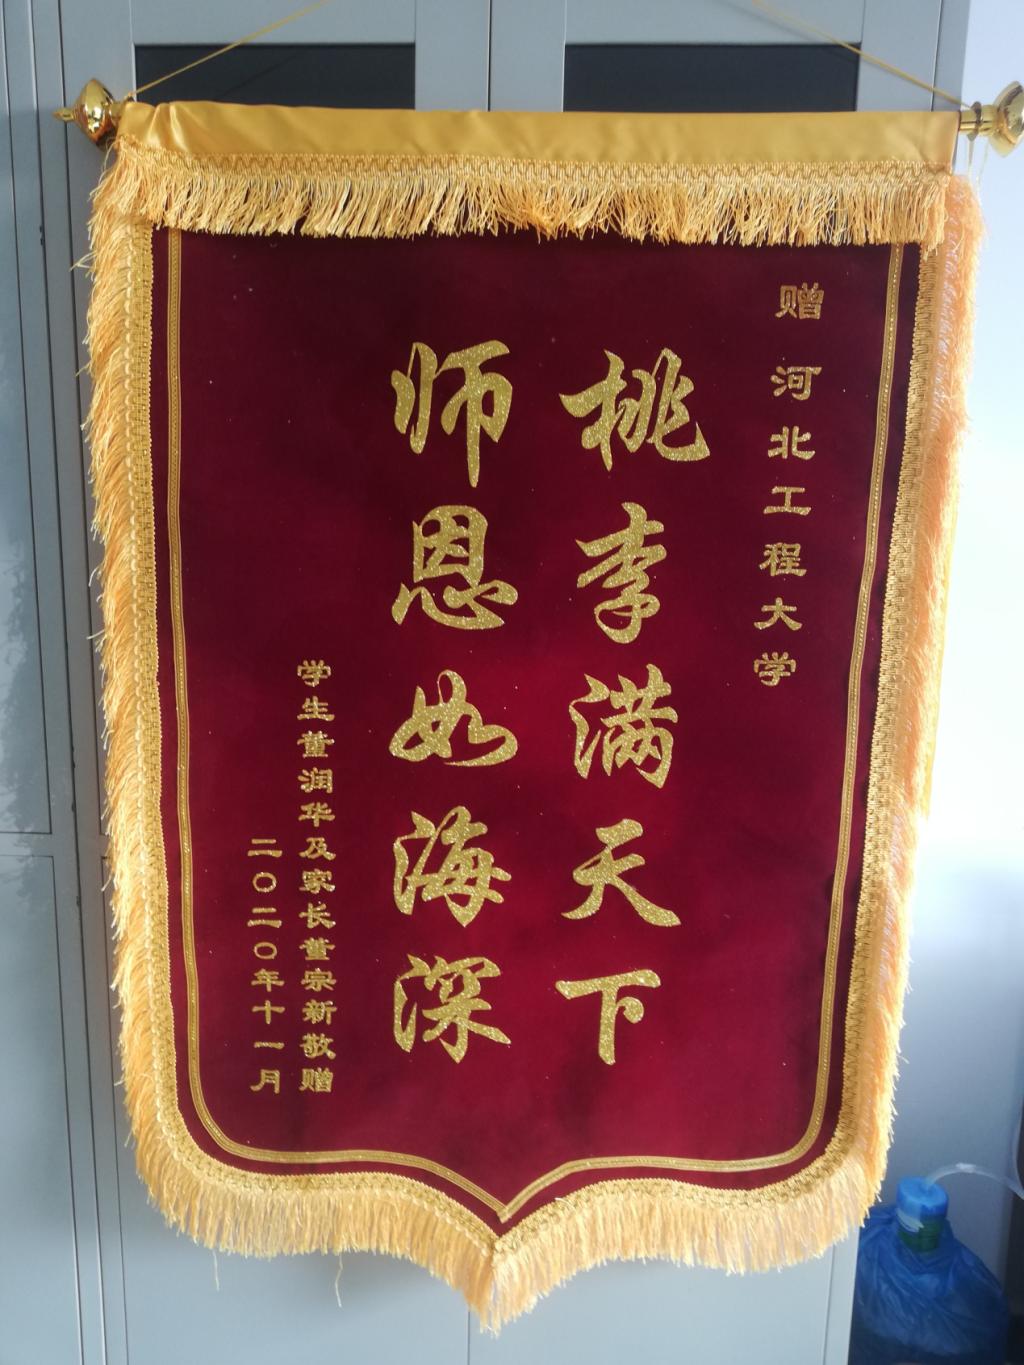 赠河北工程大学
桃李满天下
师恩如海深
学生董润华及家长董宗新敬赠
二〇二〇年十一月